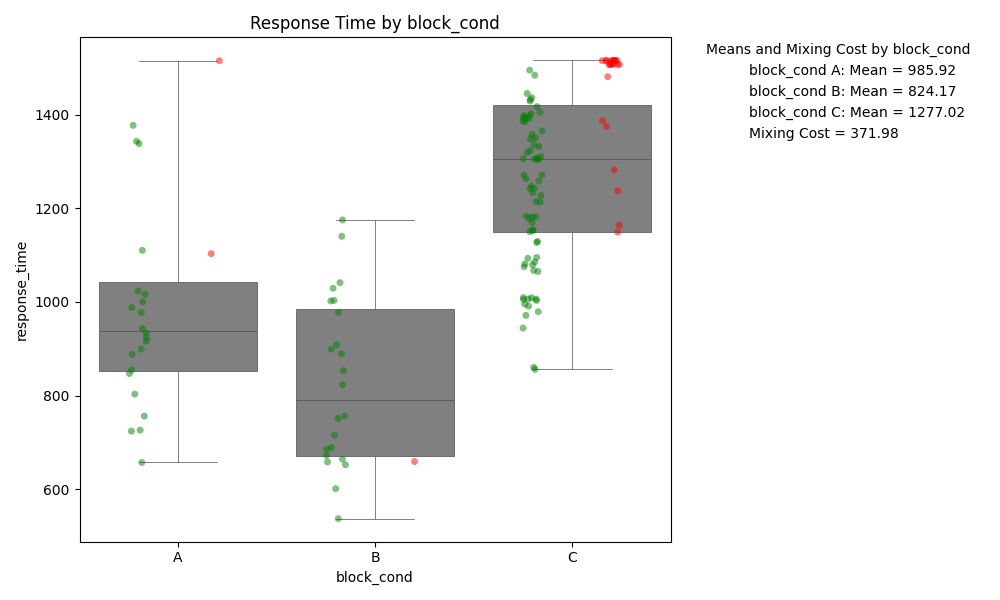 Response Time by block_cond
Means and Mixing Cost by block_cond
block_cond A: Mean = 985.92
block_cond B: Mean = 824.17
block_cond C: Mean = 1277.02
Mixing Cost = 371.98
response_time
1400
1200
1000
800
600
A
B
C
block_cond